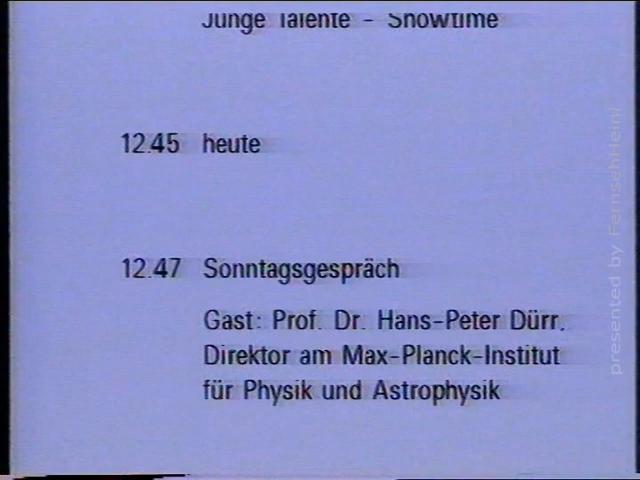 Junge Talente - Showtime
12.45 heute
12.47 Sonntagsgespräch
Gast: Prof. Dr. Hans-Peter Dürr,
Direktor am Max-Planck-Institut
für Physik und Astrophysik
presented by FernsehHeini